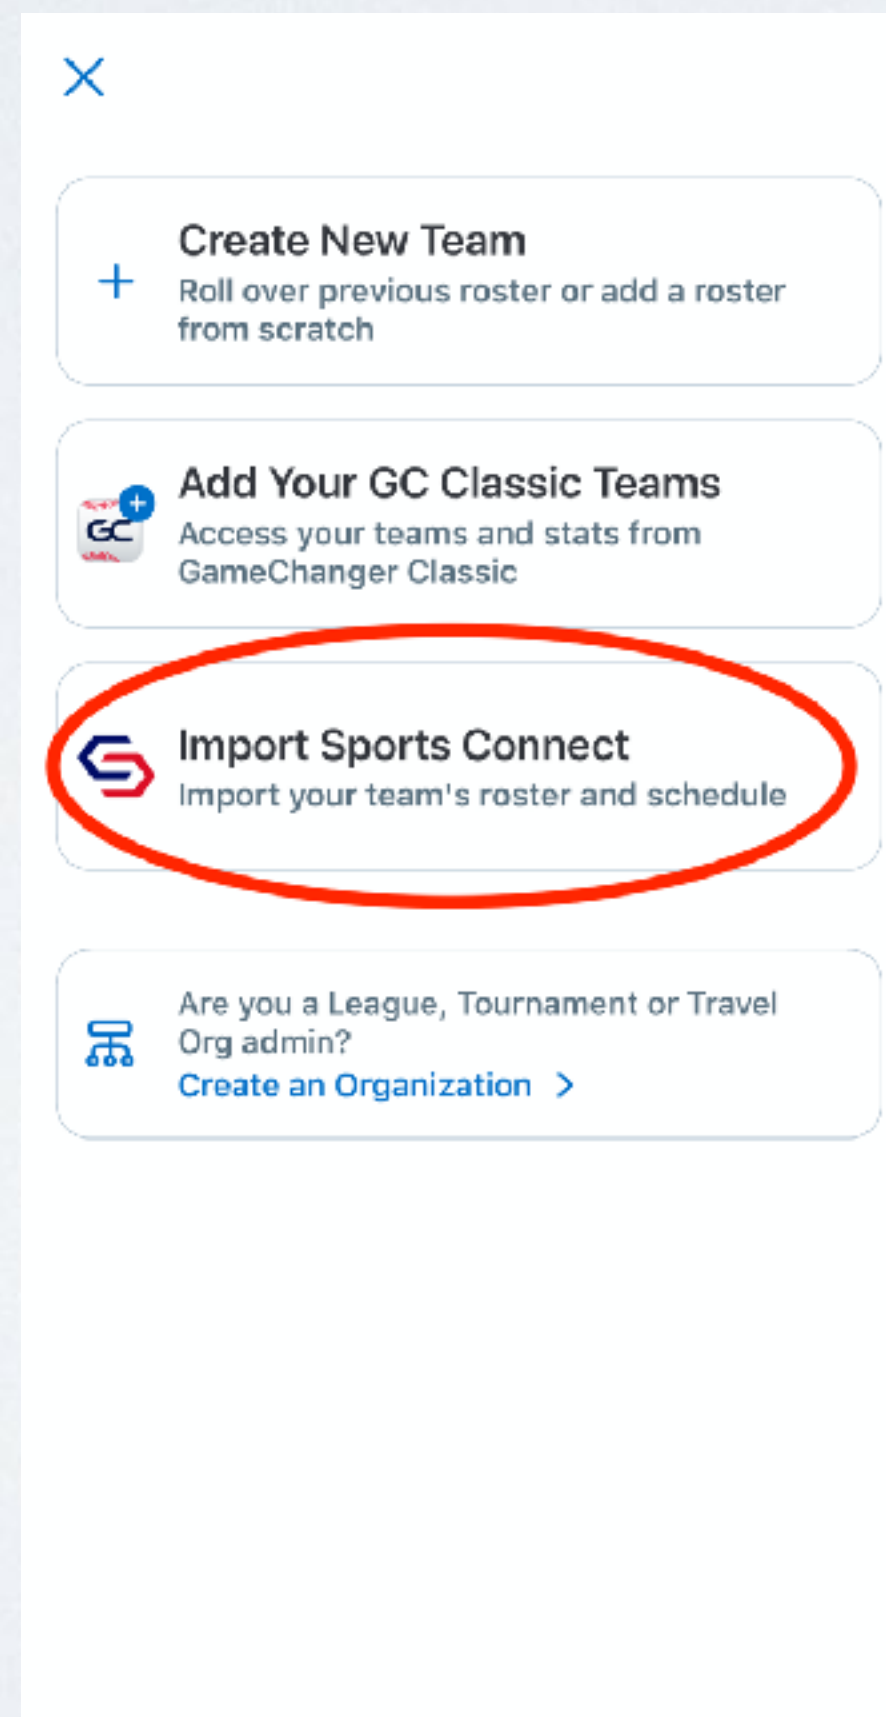 Create New Team
Roll over previous roster or add a roster
from scratch
GC
Add Your GC Classic Teams
Access your teams and stats from
GameChanger Classic
Import Sports Connect
Import your team's roster and schedule
Are you a League, Tournament or Travel
Org admin?
Create an Organization >